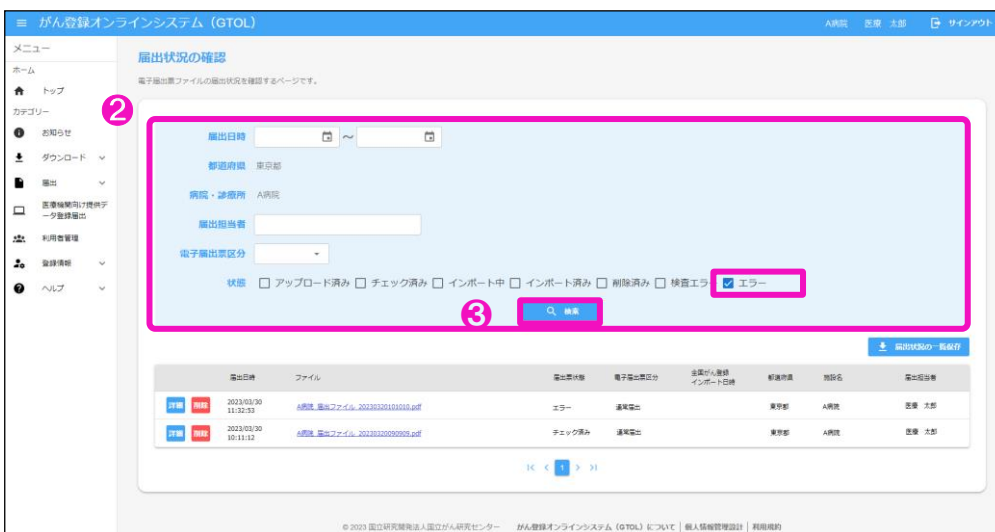 がん登録オンラインシステム（GTOL）
A病院 医療 太郎 サインアウト
メニュー
ホーム
トップ
カテゴリー
お知らせ
ダウンロード
届出
医療機関向け提供デ
ータ登録届出
利用者管理
登録情報
ヘルプ
届出状況の確認
電子届出票ファイルの届出状況を確認するページです。
2
届出日時 ～
都道府県 東京都
病院・診療所 A病院
届出担当者
電子届出票区分
状態 アップロード済み チェック済み インポート中 インポート済み 削除済み 検査エラー エラー
3
検索
届出状況の一覧保存
届出日時 ファイル 届出票状態 電子届出票区分 全国がん登録 インポート日時 都道府県 施設名 届出担当者
詳細 削除 2023/03/30 11:32:53 A病院_届出ファイル_20230320101010.pdf エラー 通常届出 東京都 A病院 医療 太郎
詳細 削除 2023/03/30 10:11:12 A病院_届出ファイル_20230320090909.pdf チェック済み 通常届出 東京都 A病院 医療 太郎
1
© 2023 国立研究開発法人国立がん研究センター がん登録オンラインシステム（GTOL）について | 個人情報管理設計 | 利用規約